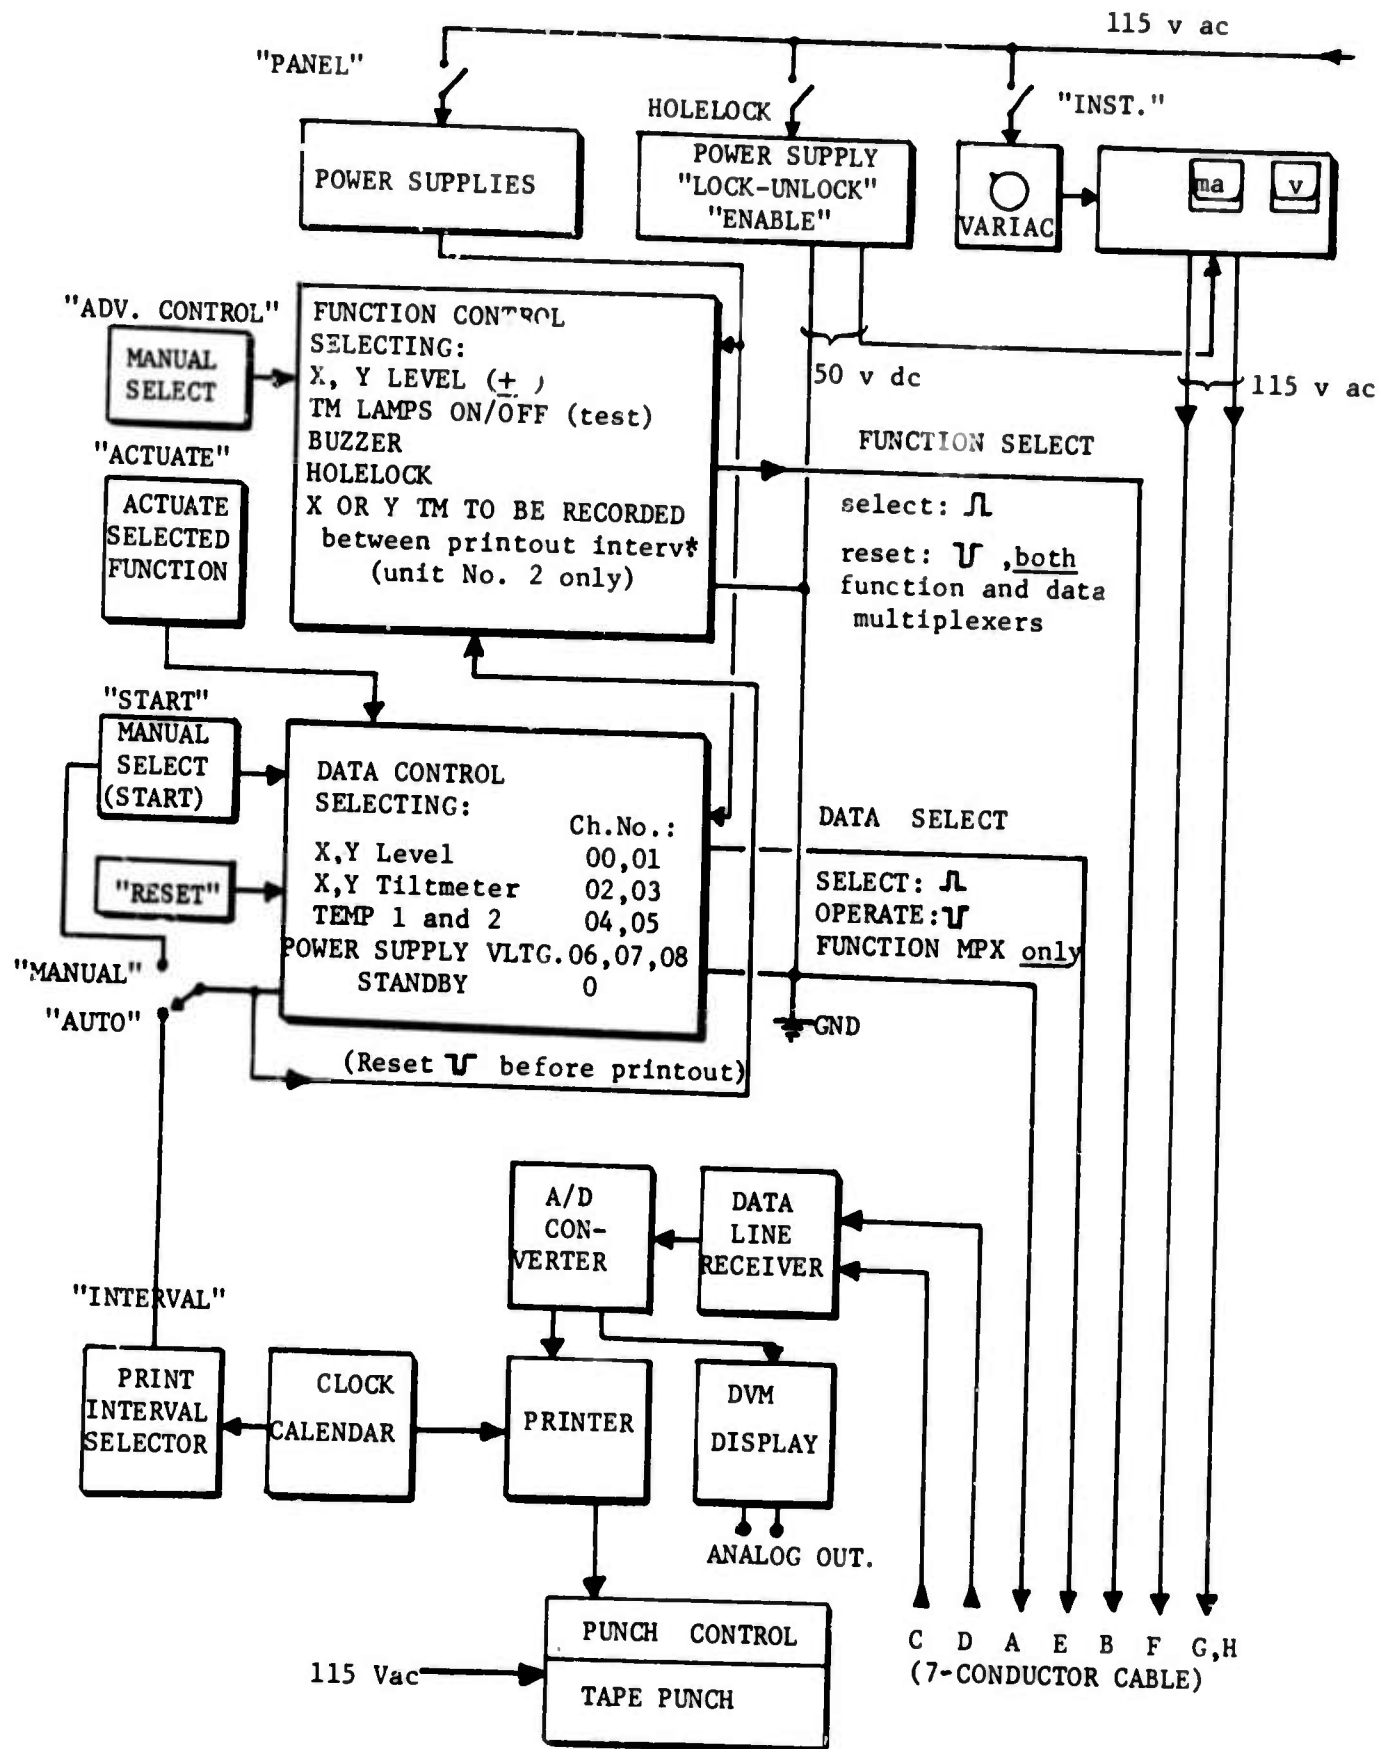 115 v ac
"PANEL"
HOLELOCK
"INST."
POWER SUPPLIES
POWER SUPPLY
"LOCK-UNLOCK"
"ENABLE"
VARIAC
ma
v
"ADV. CONTROL"
MANUAL
SELECT
FUNCTION CONTROL
SELECTING:
X, Y LEVEL (± )
TM LAMPS ON/OFF (test)
BUZZER
HOLELOCK
X OR Y TM TO BE RECORDED
between printout
(unit No. 2 only)
50 v dc
115 v ac
"ACTUATE"
ACTUATE
SELECTED
FUNCTION
FUNCTION SELECT
select:
reset: ,both
function and data
multiplexers
"START"
MANUAL
SELECT
(START)
"RESET"
"MANUAL"
"AUTO"
DATA CONTROL
SELECTING:
Ch.No.:
X,Y Level 00,01
X,Y Tiltmeter 02,03
TEMP 1 and 2 04,05
POWER SUPPLY VLTG.06,07,08
STANDBY 0
DATA SELECT
SELECT:
OPERATE:
FUNCTION MPX only
GND
(Reset before printout)
A/D
CON-
VERTER
DATA
LINE
RECEIVER
"INTERVAL"
PRINT
INTERVAL
SELECTOR
CLOCK
CALENDAR
PRINTER
DVM
DISPLAY
ANALOG OUT.
115 Vac
PUNCH CONTROL
TAPE PUNCH
C D A E B F G,H
(7-CONDUCTOR CABLE)